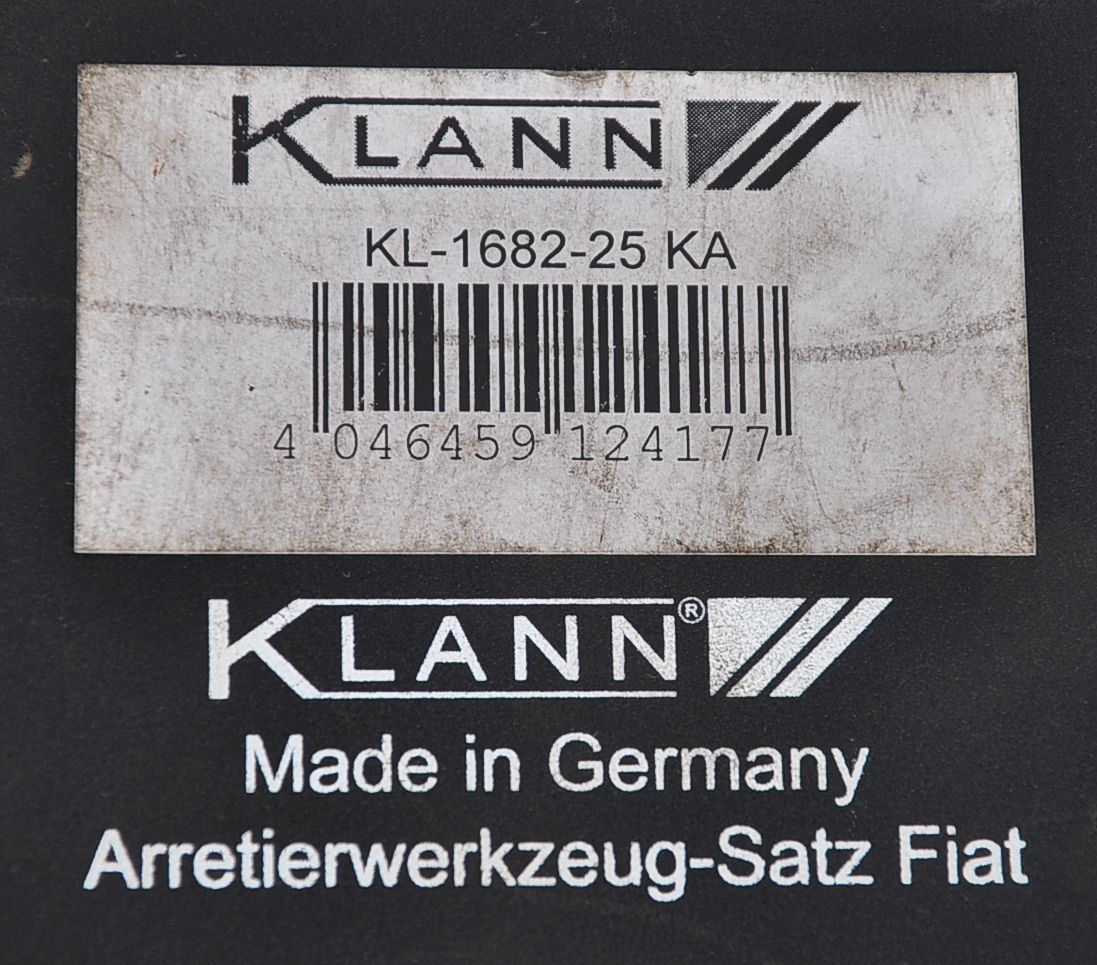 KLANN
KL-1682-25 KA
4 046459 124177
KLANN®
Made in Germany
Arretierwerkzeug-Satz Fiat